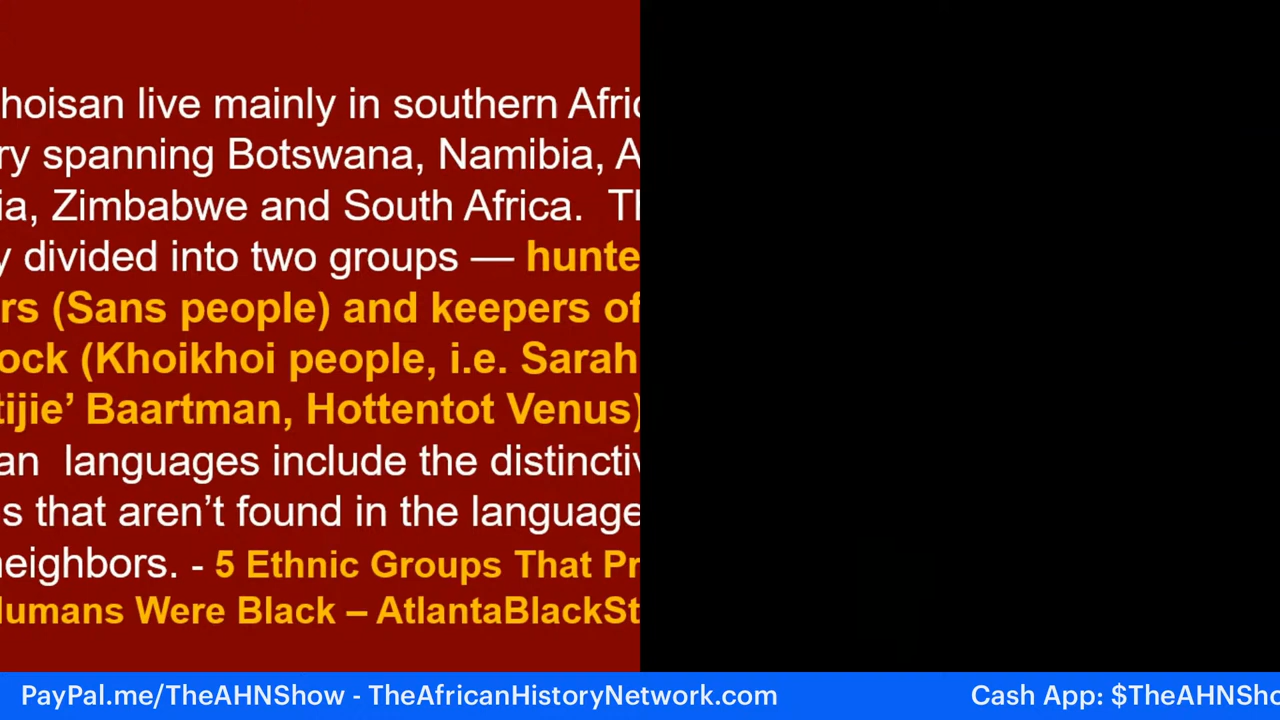 hoisan live mainly in southern Afric
ry spanning Botswana, Namibia, A
ia, Zimbabwe and South Africa. Th
y divided into two groups — hunte
rs (Sans people) and keepers of
ock (Khoikhoi people, i.e. Sarah
tijie’ Baartman, Hottentot Venus)
an languages include the distinctiv
s that aren’t found in the language
neighbors. - 5 Ethnic Groups That Pr
Humans Were Black – AtlantaBlackSt
PayPal.me/TheAHNShow - TheAfricanHistoryNetwork.com
Cash App: $TheAHNSho